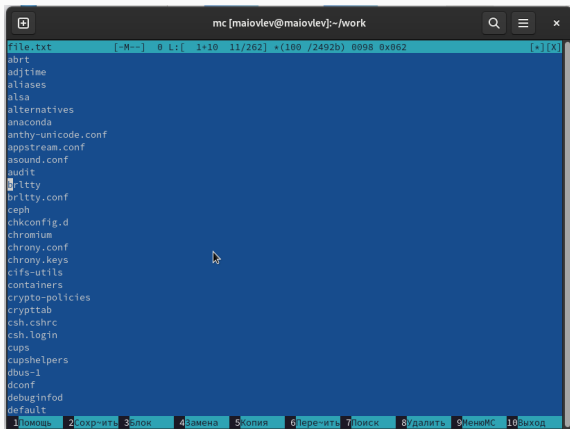 mc [maiovlev@maiovlev]:~/work
file.txt [-M--] 0 L:[ 1+10 11/262] *(100 /2492b) 0098 0x062 [*][X]
abrt
adjtime
aliases
alsa
alternatives
anaconda
anthy-unicode.conf
appstream.conf
asound.conf
audit
brltty
brltty.conf
ceph
chkconfig.d
chromium
chrony.conf
chrony.keys
cifs-utils
containers
crypto-policies
crypttab
csh.cshrc
csh.login
cups
cupshelpers
dbus-1
dconf
debuginfod
default
1Помощь 2Сохр~ить 3Блок 4Замена 5Копия 6Пере~ить 7Поиск 8Удалить 9МенюМС 10Выход